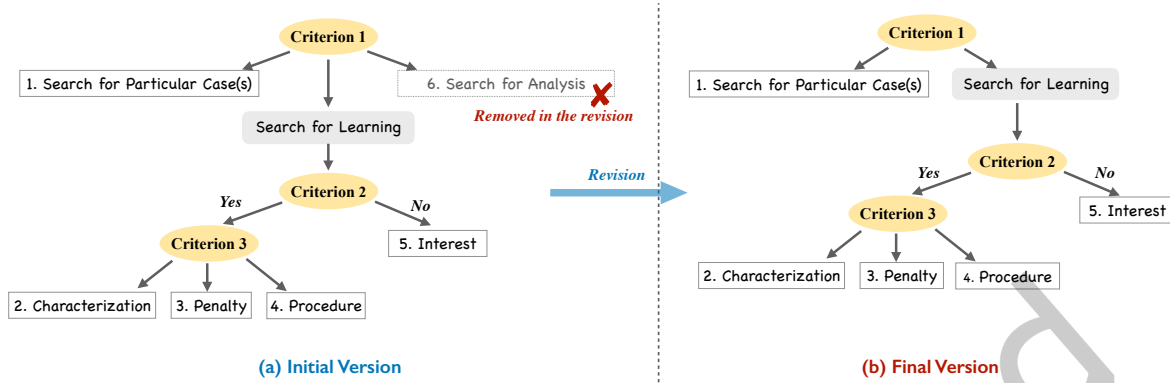 Criterion 1
1. Search for Particular Case(s)
6. Search for Analysis
Removed in the revision
Search for Learning
Criterion 2
Yes
No
Criterion 3
5. Interest
2. Characterization
3. Penalty
4. Procedure
(a) Initial Version
Revision
Criterion 1
1. Search for Particular Case(s)
Search for Learning
Criterion 2
Yes
No
Criterion 3
5. Interest
2. Characterization
3. Penalty
4. Procedure
(b) Final Version